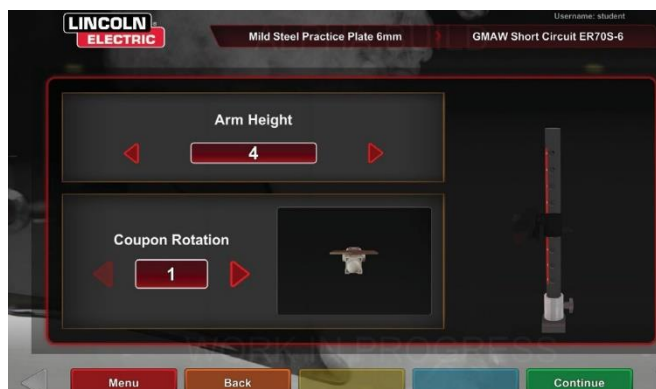 LINCOLN
ELECTRIC
Username: student
Mild Steel Practice Plate 6mm
GMAW Short Circuit ER70S-6
Arm Height
4
Coupon Rotation
1
WORK IN PROGRESS
Menu
Back
Continue